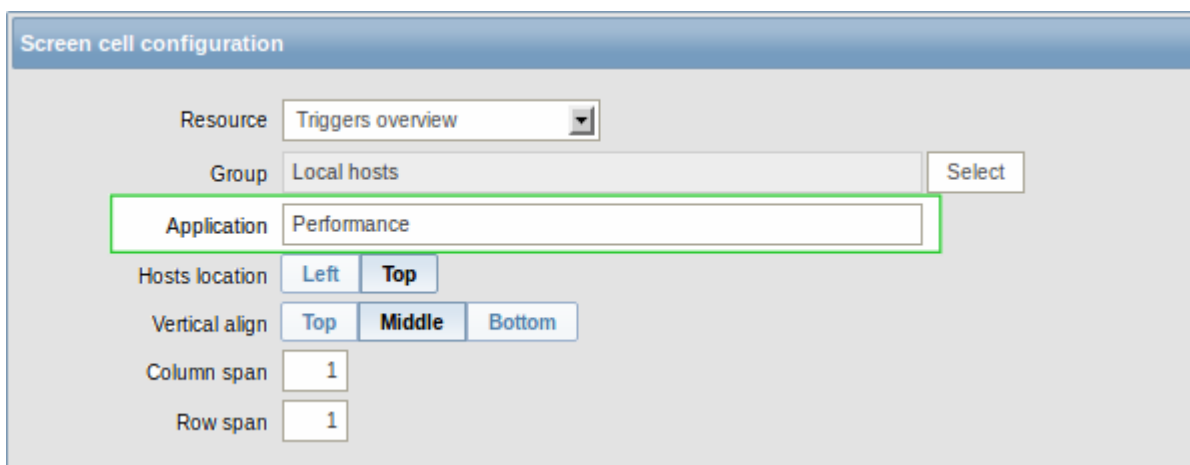 Screen cell configuration
Resource Triggers overview
Group Local hosts Select
Application Performance
Hosts location Left Top
Vertical align Top Middle Bottom
Column span 1
Row span 1